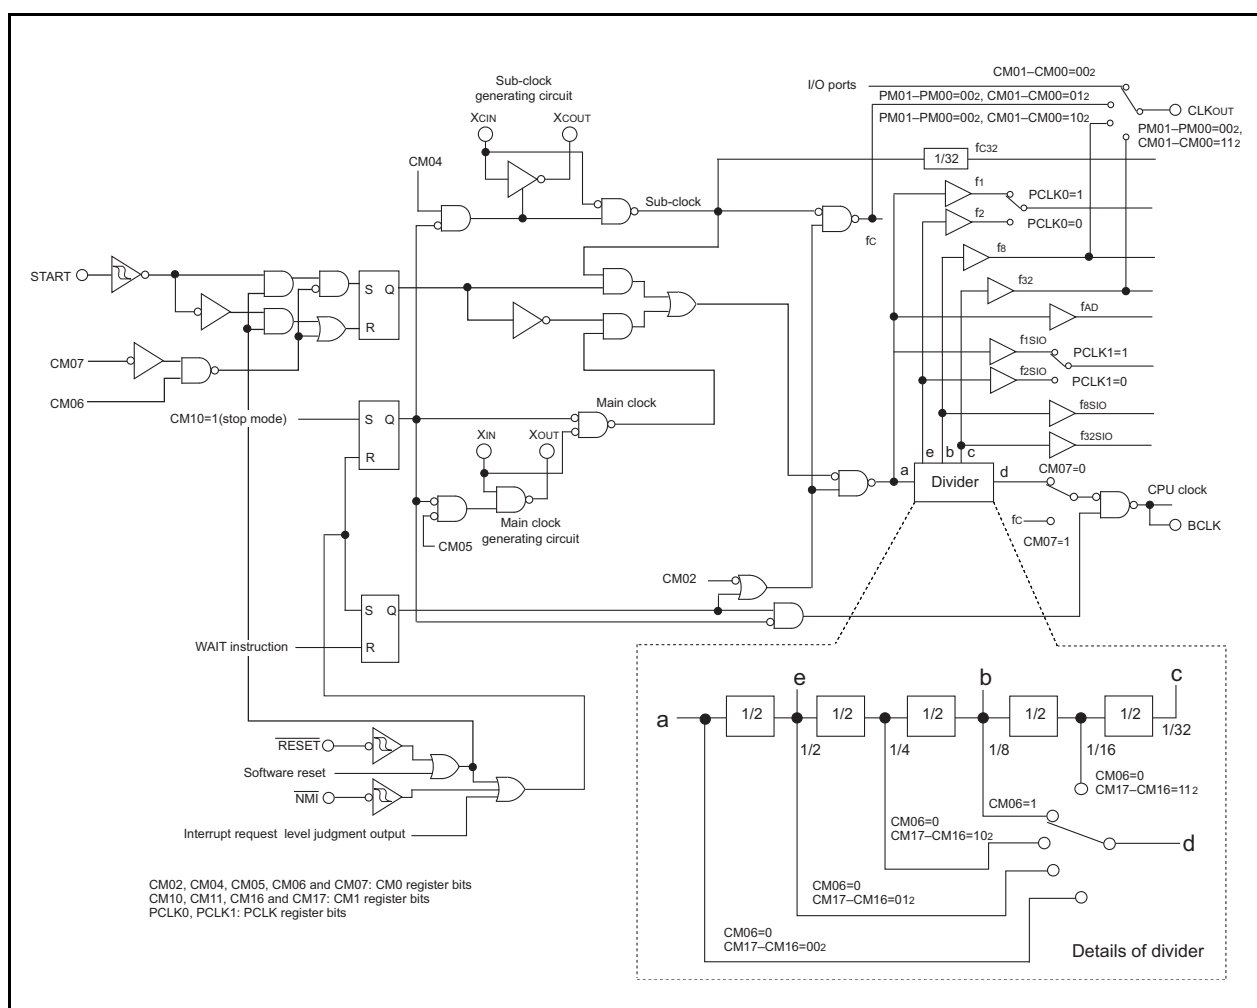 Sub-clock
generating circuit
XCIN
XCOUT
CM04
Sub-clock
I/O ports
CM01–CM00=002
PM01–PM00=002, CM01–CM00=012
PM01–PM00=002, CM01–CM00=102
CLKOUT
PM01–PM00=002,
CM01–CM00=112
1/32
fC32
f1
PCLK0=1
f2
PCLK0=0
fC
f8
f32
fAD
f1SIO
PCLK1=1
f2SIO
PCLK1=0
f8SIO
f32SIO
START
S Q
R
CM07
CM06
CM10=1(stop mode)
S Q
R
Main clock
XIN
XOUT
Main clock
generating circuit
CM05
e b c
a
Divider
d
CM07=0
fC
CM07=1
CPU clock
BCLK
CM02
S Q
R
WAIT instruction
RESET
Software reset
NMI
Interrupt request level judgment output
a
e
b
c
1/2
1/2
1/2
1/2
1/2
1/2
1/4
1/8
1/16
1/32
CM06=0
CM17–CM16=112
CM06=1
CM06=0
CM17–CM16=102
d
CM06=0
CM17–CM16=012
CM06=0
CM17–CM16=002
Details of divider
CM02, CM04, CM05, CM06 and CM07: CM0 register bits
CM10, CM11, CM16 and CM17: CM1 register bits
PCLK0, PCLK1: PCLK register bits